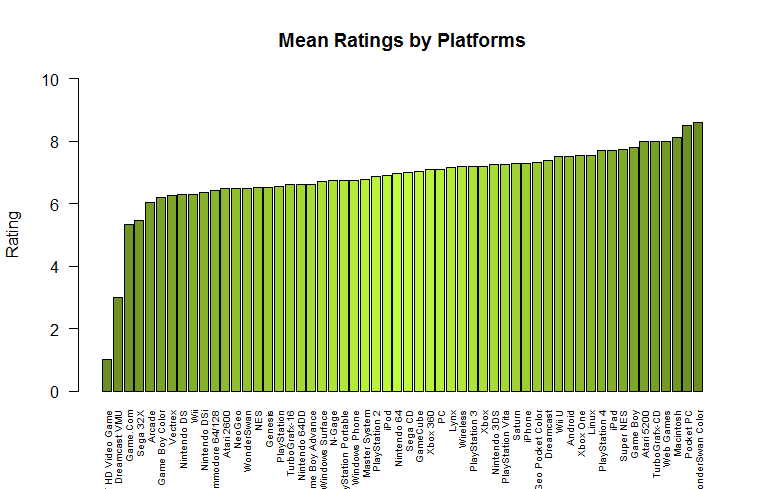 Mean Ratings by Platforms
Rating
10
8
6
4
2
0
HD Video Game
Dreamcast VMU
Game.Com
Sega 32X
Arcade
Game Boy Color
Vectrex
Nintendo DS
Wii
Nintendo DSi
mmodore 64/128
Atari 2600
NeoGeo
WonderSwan
NES
Genesis
PlayStation
TurboGrafx-16
Nintendo 64DD
me Boy Advance
Windows Surface
N-Gage
ayStation Portable
Windows Phone
Master System
PlayStation 2
iPod
Nintendo 64
Sega CD
GameCube
Xbox 360
PC
Lynx
Wireless
PlayStation 3
Xbox
Nintendo 3DS
PlayStation Vita
Saturn
iPhone
Geo Pocket Color
Dreamcast
Wii U
Android
Xbox One
Linux
PlayStation 4
iPad
Super NES
Game Boy
Atari 5200
TurboGrafx-CD
Web Games
Macintosh
Pocket PC
onderSwan Color